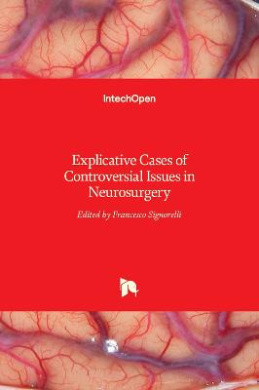 IntechOpen
Explicative Cases of
Controversial Issues in
Neurosurgery
Edited by Francesco Signorelli